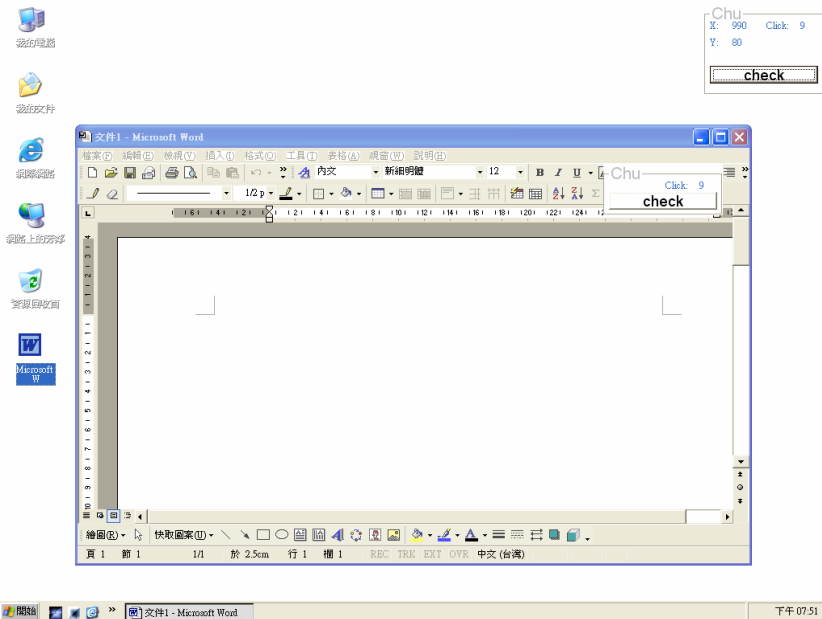 我的電腦
我的文件
網際網路
網路上的芳鄰
資源回收筒
Microsoft
W
Chu
X: 990 Click: 9
Y: 80
check
文件1 - Microsoft Word
檔案(F) 編輯(E) 檢視(V) 插入(I) 格式(O) 工具(T) 表格(A) 視窗(W) 說明(H)
內文 新細明體 12 B I U
1/2 p
Chu
Click: 9
check
繪圖(R) 快取圖案(U)
頁 1 節 1 1/1 於 2.5cm 行 1 欄 1 REC TRK EXT OVR 中文 (台灣)
開始 文件1 - Microsoft Word 下午 07:51